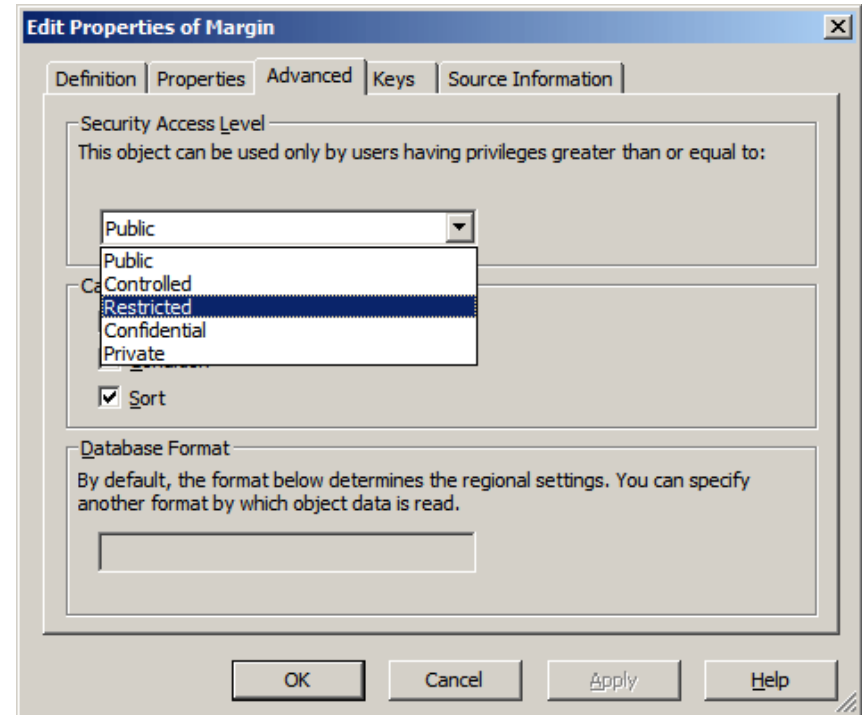 Edit Properties of Margin
Definition Properties Advanced Keys Source Information
Security Access Level
This object can be used only by users having privileges greater than or equal to:
Public
Public
Controlled
Restricted
Confidential
Private
Sort
Database Format
By default, the format below determines the regional settings. You can specify
another format by which object data is read.
OK Cancel Apply Help